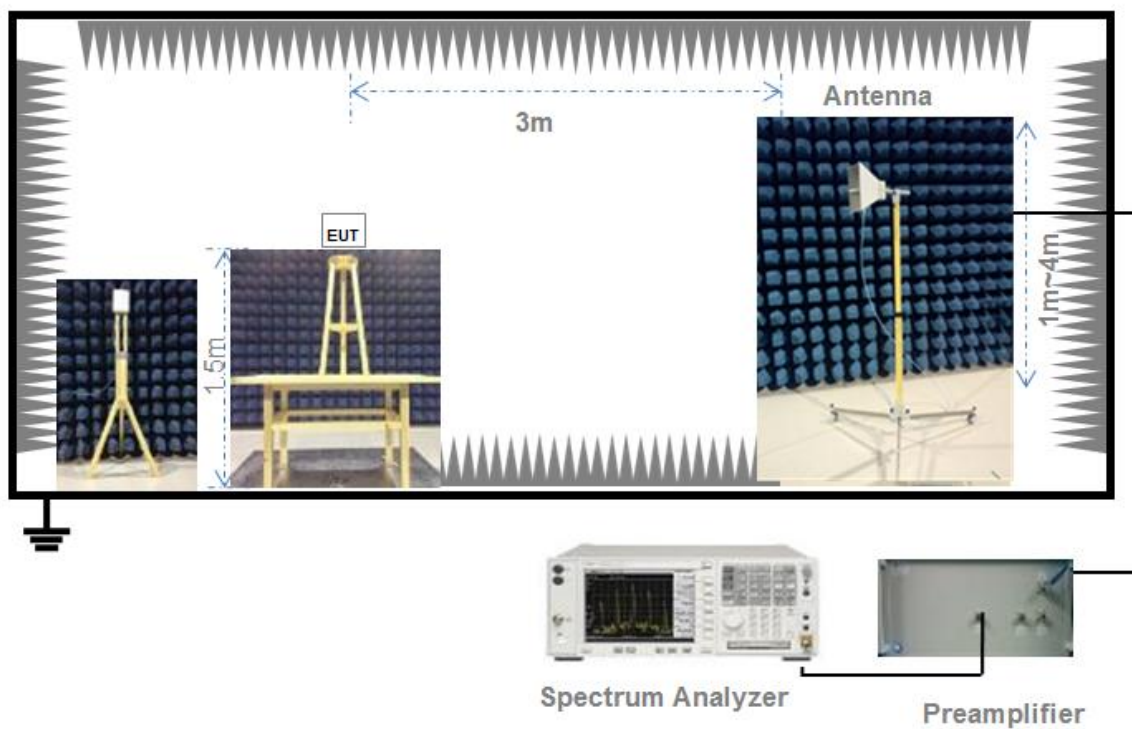 Antenna
3m
EUT
1.5m
1m~4m
Spectrum Analyzer
Preamplifier